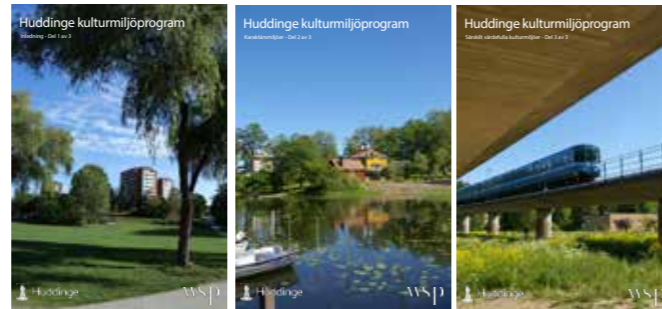 Huddinge kulturmiljöprogram
Inledning - Del 1 av 3
Huddinge
WSP
Huddinge kulturmiljöprogram
Karaktärsmiljöer - Del 2 av 3
Huddinge
WSP
Huddinge kulturmiljöprogram
Särskilt värdefulla kulturmiljöer - Del 3 av 3
Huddinge
WSP